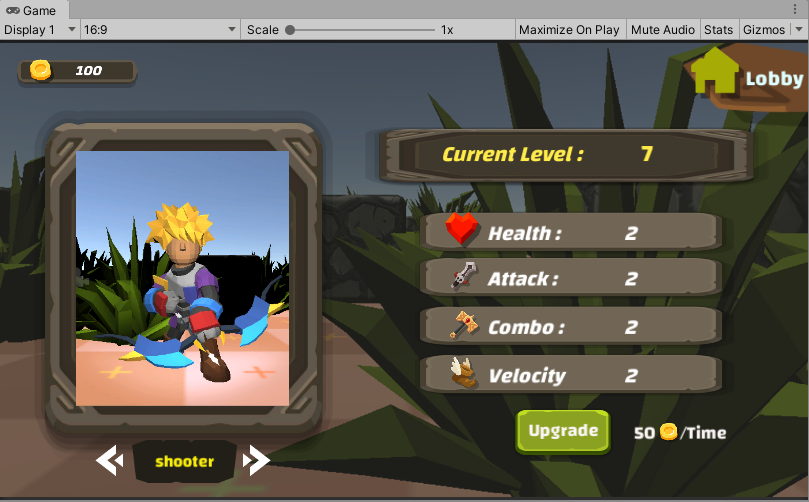 Game
Display 1 16:9 Scale 1x Maximize On Play Mute Audio Stats Gizmos
100
Lobby
Current Level : 7
Health : 2
Attack : 2
Combo : 2
Velocity 2
Upgrade 50 /Time
shooter